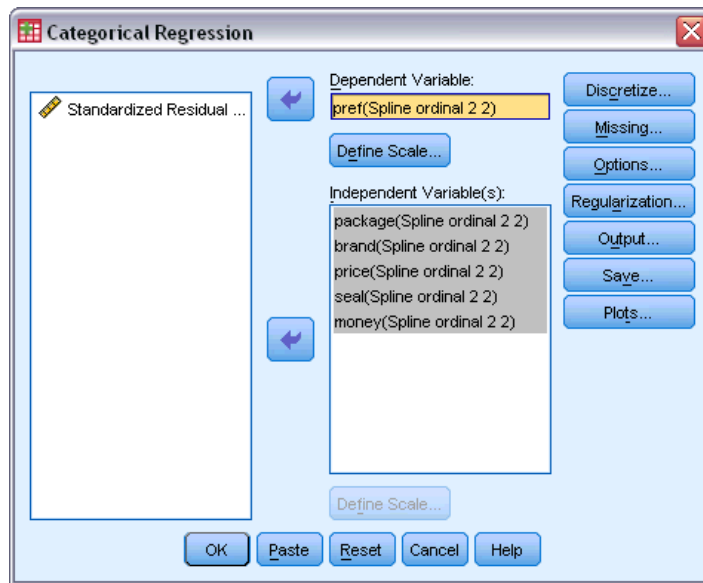 Categorical Regression
Standardized Residual ...
Dependent Variable:
pref(Spline ordinal 2 2)
Define Scale...
Independent Variable(s):
package(Spline ordinal 2 2)
brand(Spline ordinal 2 2)
price(Spline ordinal 2 2)
seal(Spline ordinal 2 2)
money(Spline ordinal 2 2)
Define Scale...
Discretize...
Missing...
Options...
Regularization...
Output...
Save...
Plots...
OK
Paste
Reset
Cancel
Help